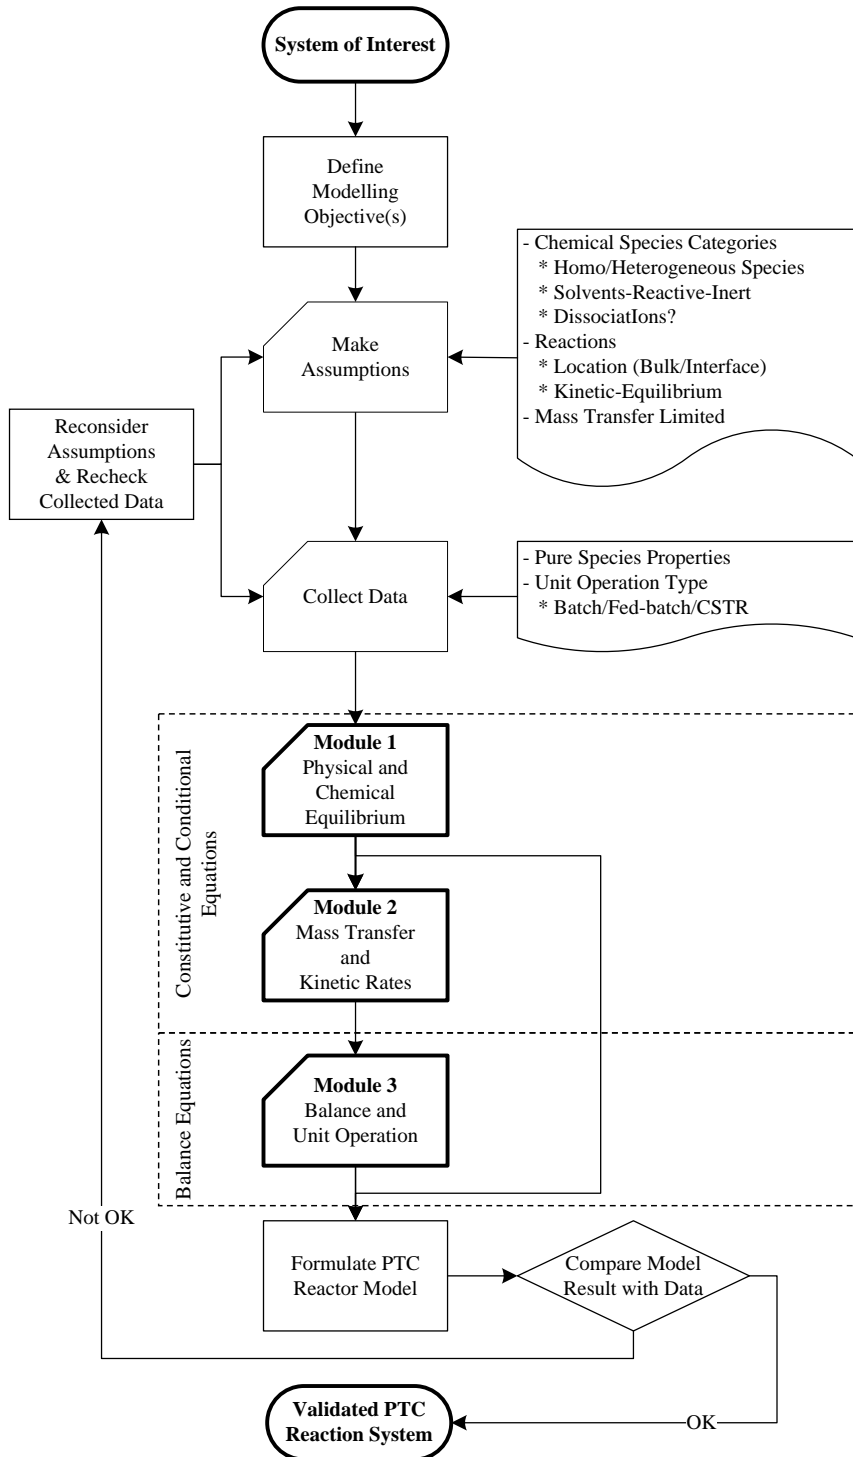 System of Interest
Define
Modelling
Objective(s)
- Chemical Species Categories
* Homo/Heterogeneous Species
* Solvents-Reactive-Inert
* DissociatIons?
- Reactions
* Location (Bulk/Interface)
* Kinetic-Equilibrium
- Mass Transfer Limited
Make
Assumptions
Reconsider
Assumptions
& Recheck
Collected Data
Collect Data
- Pure Species Properties
- Unit Operation Type
* Batch/Fed-batch/CSTR
Constitutive and Conditional
Equations
Module 1
Physical and
Chemical
Equilibrium
Module 2
Mass Transfer
and
Kinetic Rates
Balance Equations
Module 3
Balance and
Unit Operation
Not OK
Formulate PTC
Reactor Model
Compare Model
Result with Data
Validated PTC
Reaction System
OK